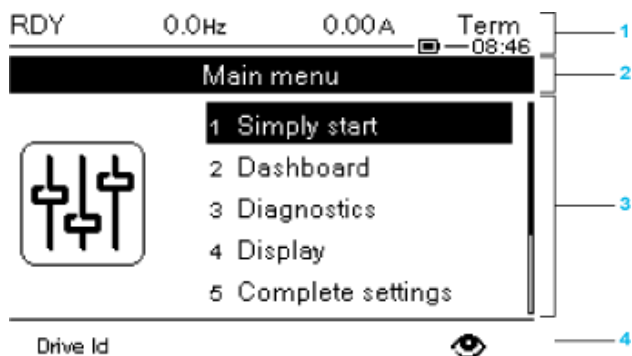 RDY 0.0Hz 0.00A Term 1
08:46
Main menu 2
1 Simply start
2 Dashboard
3 Diagnostics 3
4 Display
5 Complete settings
Drive Id 4